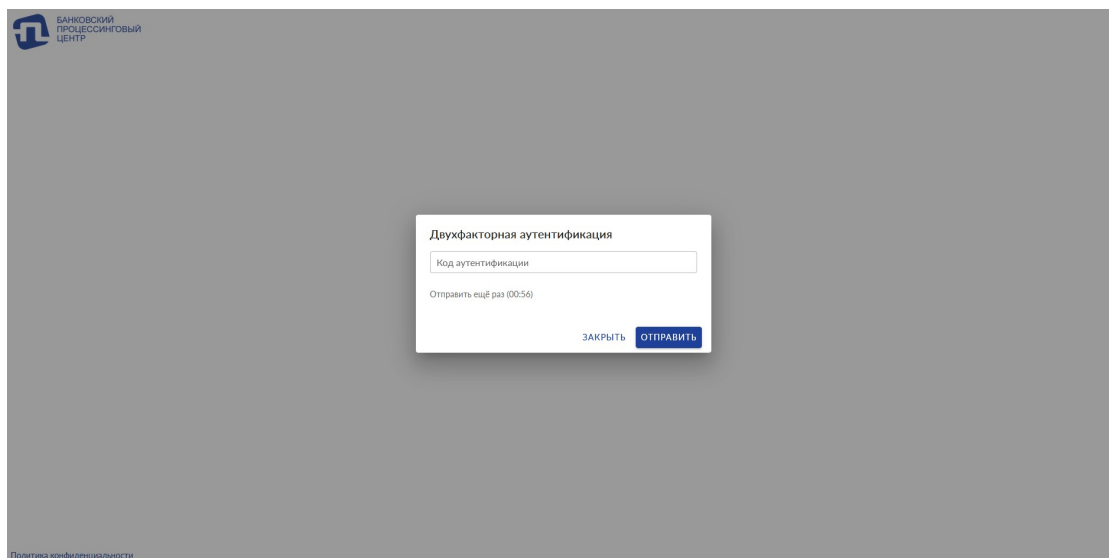 БАНКОВСКИЙ
ПРОЦЕССИНГОВЫЙ
ЦЕНТР
Двухфакторная аутентификация
Код аутентификации
Отправить ещё раз (00:56)
ЗАКРЫТЬ ОТПРАВИТЬ
Политика конфиденциальности